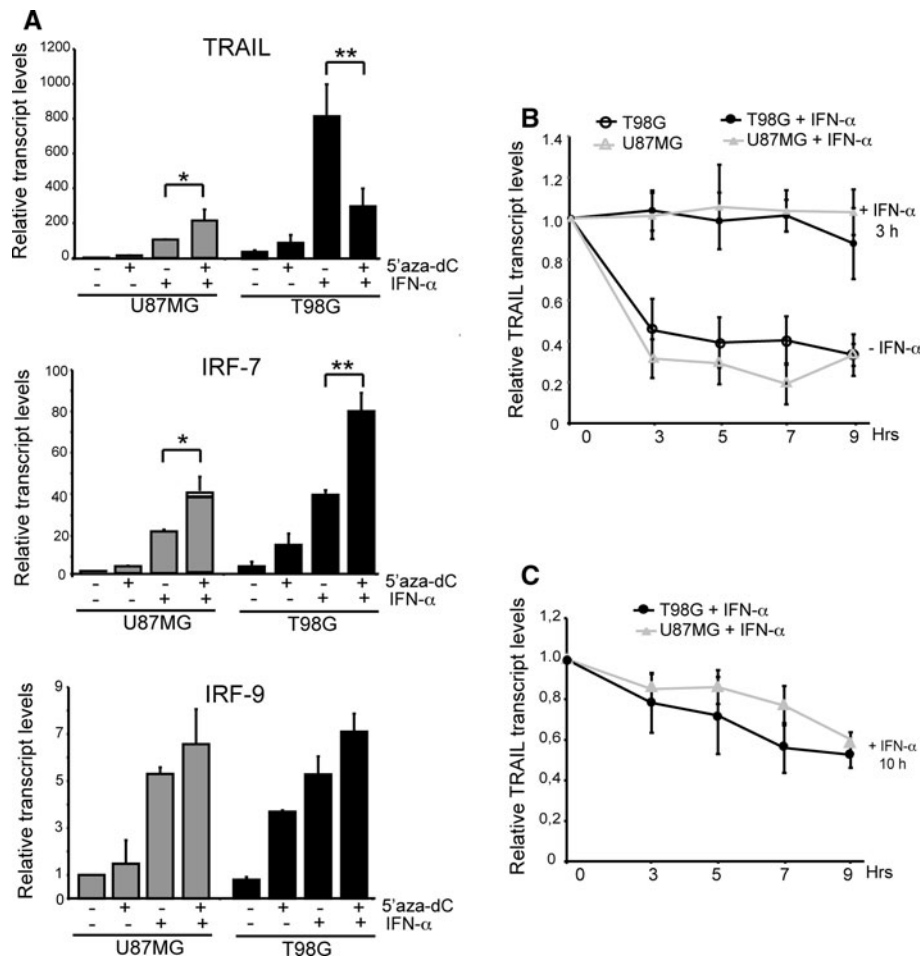 A
TRAIL
Relative transcript levels
1200
1000
800
600
400
200
0
*
**
- + - + - + - + 5'aza-dC
- - + + - - + + IFN-α
U87MG T98G
IRF-7
Relative transcript levels
100
80
60
40
20
0
*
**
- + - + - + - + 5'aza-dC
- - + + - - + + IFN-α
U87MG T98G
IRF-9
Relative transcript levels
9
7
5
3
1
0
- + - + - + - + 5'aza-dC
- - + + - - + + IFN-α
U87MG T98G
B
T98G T98G + IFN-α
U87MG U87MG + IFN-α
Relative TRAIL transcript levels
1.4
1.2
1.0
0.8
0.6
0.4
0.2
0
+ IFN-α
3 h
- IFN-α
0 3 5 7 9 Hrs
C
T98G + IFN-α
U87MG + IFN-α
Relative TRAIL transcript levels
1,2
1.0
0.8
0.6
0,4
0,2
0
+ IFN-α
10 h
0 3 5 7 9 Hrs